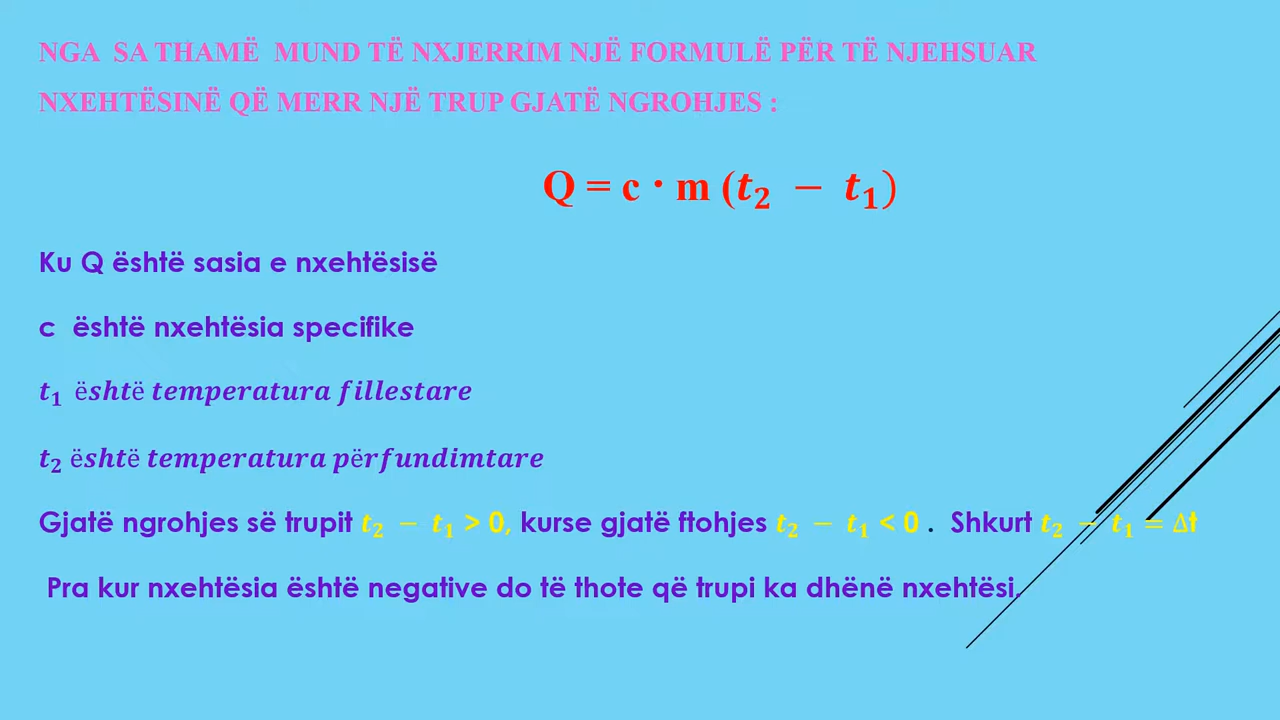 NGA SA THAMË MUND TË NXJERRIM NJË FORMULË PËR TË NJEHSUAR
NXEHTËSINË QË MERR NJË TRUP GJATË NGROHJES :
Q = c · m (t₂ − t₁)
Ku Q është sasia e nxehtësisë
c është nxehtësia specifike
t₁ është temperatura fillestare
t₂ është temperatura përfundimtare
Gjatë ngrohjes së trupit t₂ − t₁ > 0, kurse gjatë ftohjes t₂ − t₁ < 0 . Shkurt t₂ − t₁ = Δt
Pra kur nxehtësia është negative do të thote që trupi ka dhënë nxehtësi.